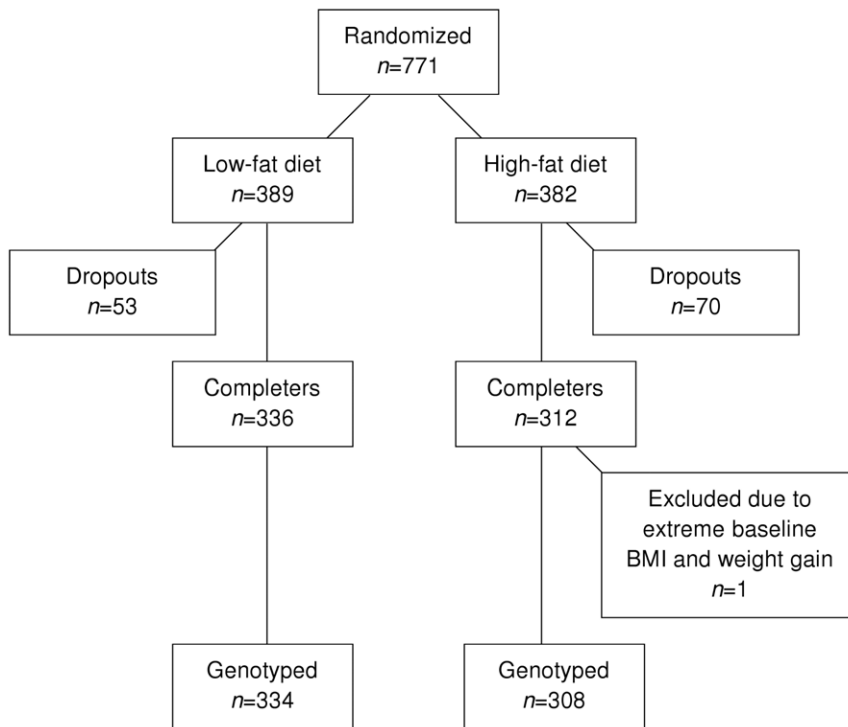 Randomized
n=771
Low-fat diet
n=389
High-fat diet
n=382
Dropouts
n=53
Dropouts
n=70
Completers
n=336
Completers
n=312
Excluded due to
extreme baseline
BMI and weight gain
n=1
Genotyped
n=334
Genotyped
n=308